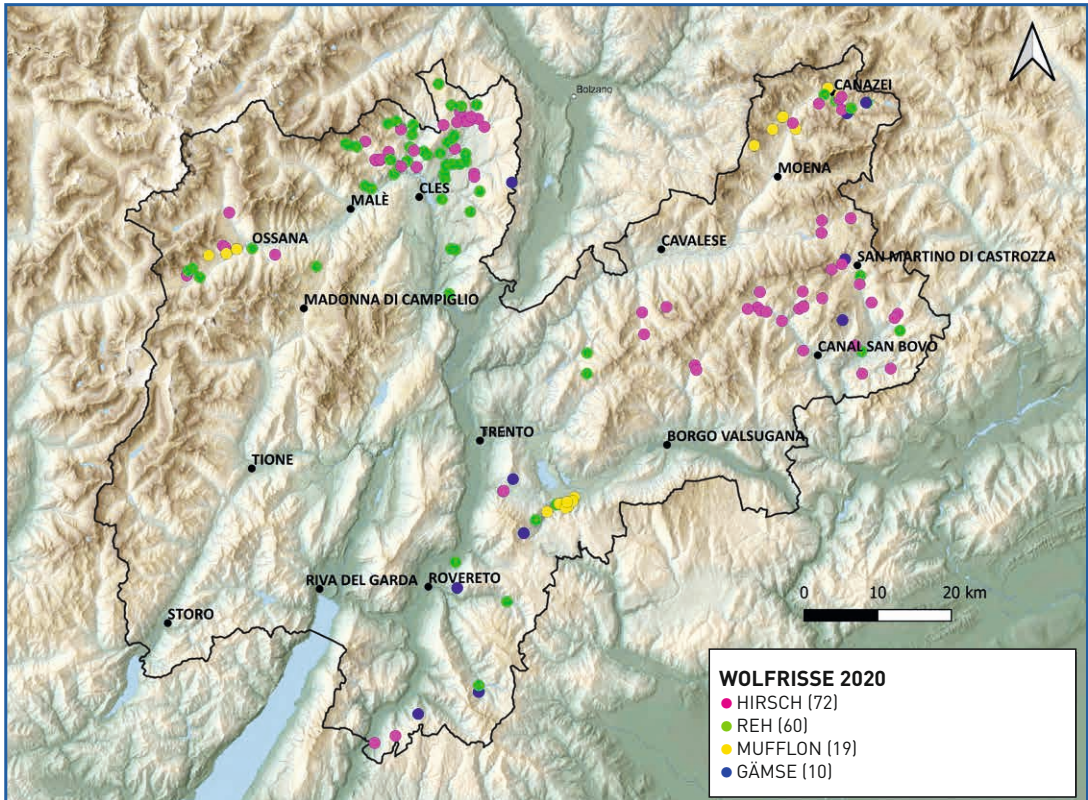 Bolzano
CANAZEI
MOENA
CLES
MALÈ
OSSANA
CAVALESE
SAN MARTINO DI CASTROZZA
MADONNA DI CAMPIGLIO
CANAL SAN BOVO
TRENTO
BORGO VALSUGANA
TIONE
RIVA DEL GARDA
ROVERETO
STORO
0 10 20 km
WOLFRISSE 2020
HIRSCH (72)
REH (60)
MUFFLON (19)
GÄMSE (10)